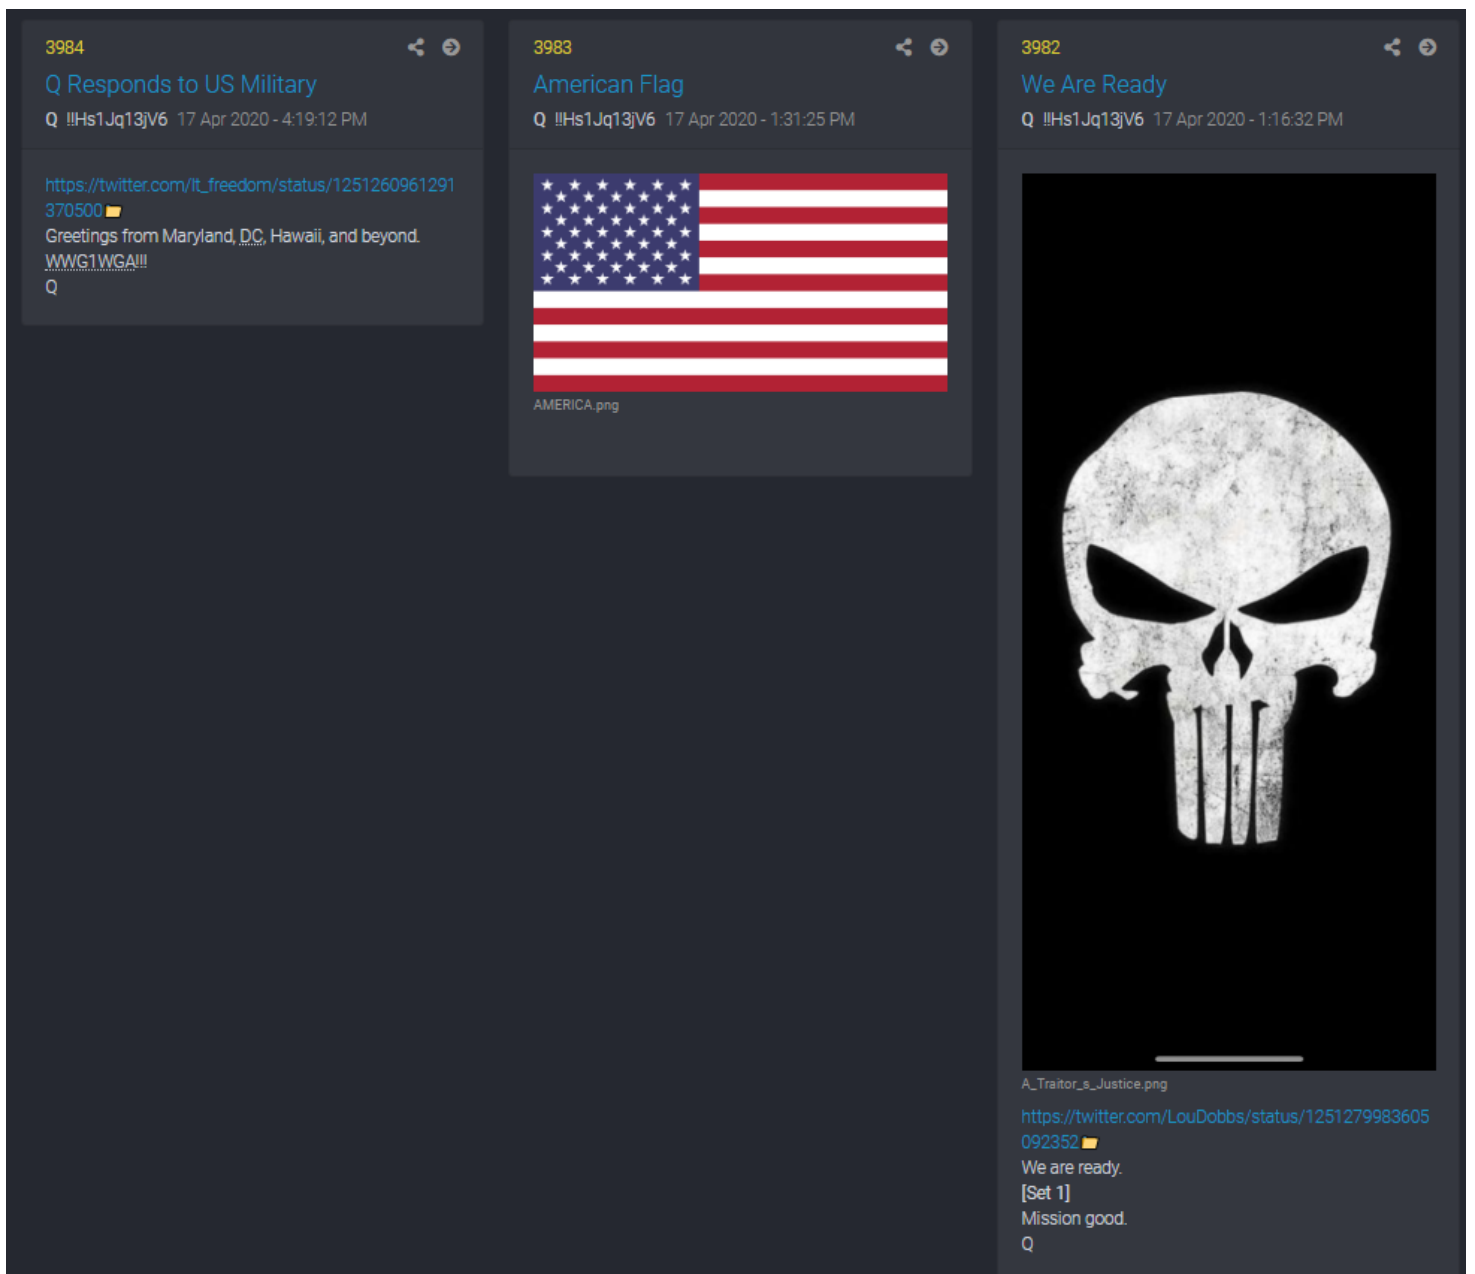 3984
Q Responds to US Military
Q !!Hs1Jq13jV6 17 Apr 2020 - 4:19:12 PM
https://twitter.com/lt_freedom/status/1251260961291
370500
Greetings from Maryland, DC, Hawaii, and beyond.
WWG1WGA!!!
Q
3983
American Flag
Q !!Hs1Jq13jV6 17 Apr 2020 - 1:31:25 PM
AMERICA.png
3982
We Are Ready
Q !!Hs1Jq13jV6 17 Apr 2020 - 1:16:32 PM
A_Traitor_s_Justice.png
https://twitter.com/LouDobbs/status/1251279983605
092352
We are ready.
[Set 1]
Mission good.
Q